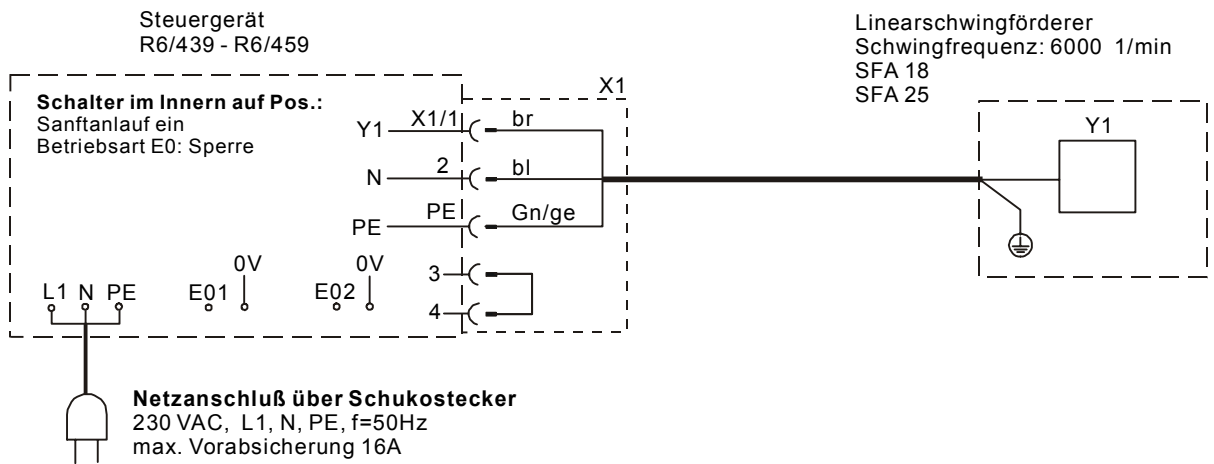 Steuergerät
R6/439 - R6/459
Linearschwingförderer
Schwingfrequenz: 6000 1/min
SFA 18
SFA 25
X1
Schalter im Innern auf Pos.:
Sanftanlauf ein
Betriebsart E0: Sperre
Y1 X1/1 br
Y1
N 2 bl
PE PE Gn/ge
0V 0V
3
L1 N PE E01 E02
4
Netzanschluß über Schukostecker
230 VAC, L1, N, PE, f=50Hz
max. Vorabsicherung 16A